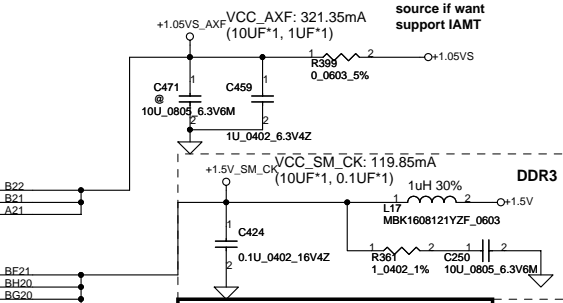 source if want
support IAMT
+1.05VS_AXF
VCC_AXF: 321.35mA
(10UF*1, 1UF*1)
1
2
R399
0_0603_5%
+1.05VS
C471
@
10U_0805_6.3V6M
1
2
C459
1U_0402_6.3V4Z
1
2
B22
B21
A21
+1.5V_SM_CK
VCC_SM_CK: 119.85mA
(10UF*1, 0.1UF*1)
DDR3
1uH 30%
1
2
L17
MBK1608121YZF_0603
+1.5V
C424
0.1U_0402_16V4Z
1
2
1
2
R361
1_0402_1%
1
2
C250
10U_0805_6.3V6M
BF21
BH20
BG20